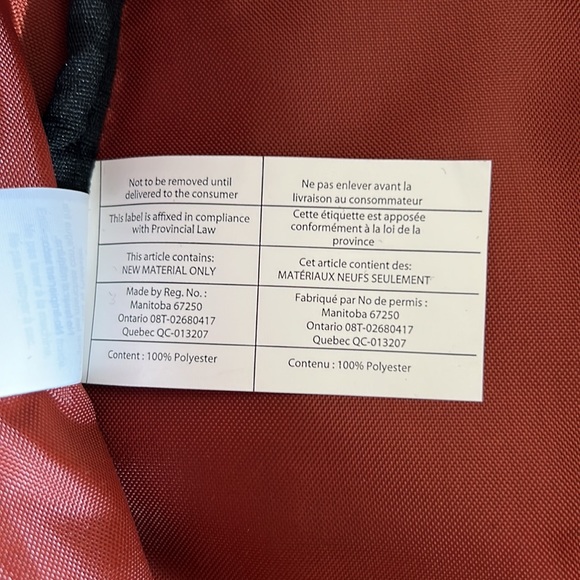 Not to be removed until
delivered to the consumer
This label is affixed in compliance
with Provincial Law
This article contains:
NEW MATERIAL ONLY
Made by Reg. No. :
Manitoba 67250
Ontario 08T-02680417
Quebec QC-013207
Content : 100% Polyester
Ne pas enlever avant la
livraison au consommateur
Cette étiquette est apposée
conformément à la loi de la
province
Cet article contient des:
MATÉRIAUX NEUFS SEULEMENT
Fabriqué par No de permis :
Manitoba 67250
Ontario 08T-02680417
Quebec QC-013207
Contenu : 100% Polyester